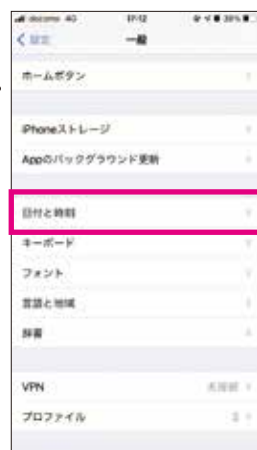 docomo 4G 17:12 39%
設定 一般
ホームボタン
iPhoneストレージ
Appのバックグラウンド更新
日付と時刻
キーボード
フォント
言語と地域
辞書
VPN 未接続
プロファイル 2